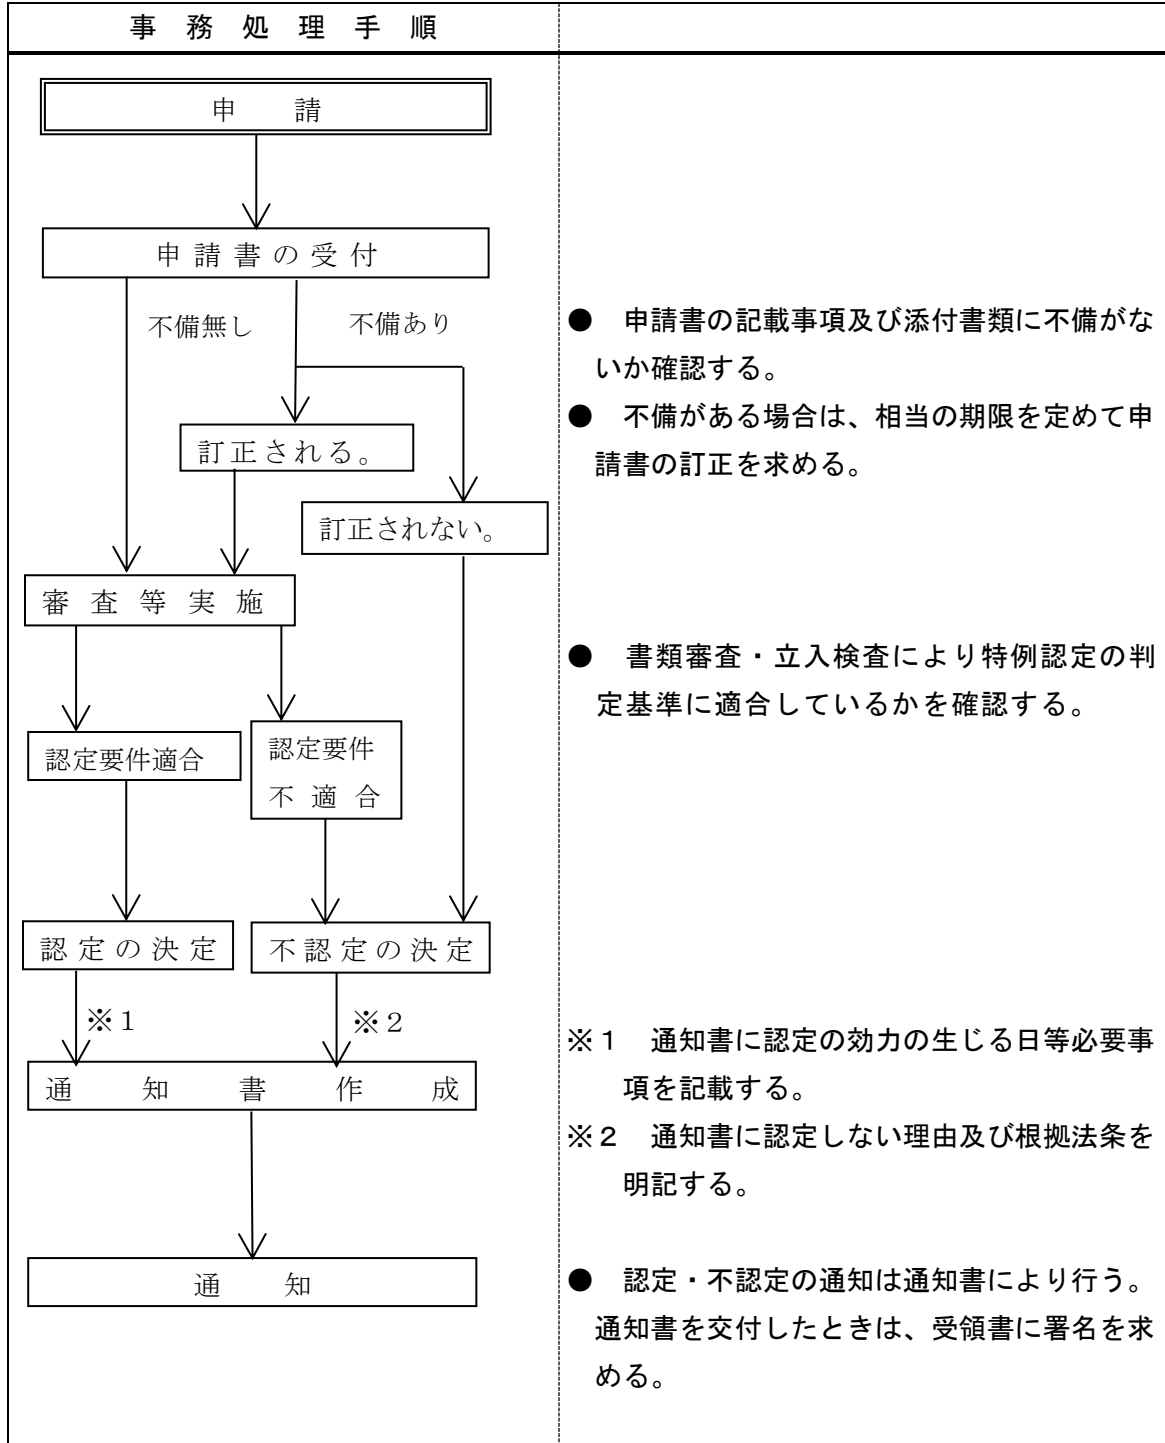 事務処理手順
申請
申請書の受付
不備無し
不備あり
訂正される。
訂正されない。
審査等実施
認定要件適合
認定要件
不適合
認定の決定
不認定の決定
※1
※2
通知書作成
通知
●　申請書の記載事項及び添付書類に不備がな
いか確認する。
●　不備がある場合は、相当の期限を定めて申
請書の訂正を求める。
●　書類審査・立入検査により特例認定の判
定基準に適合しているかを確認する。
※１　通知書に認定の効力の生じる日等必要事
項を記載する。
※２　通知書に認定しない理由及び根拠法条を
明記する。
●　認定・不認定の通知は通知書により行う。
通知書を交付したときは、受領書に署名を求
める。